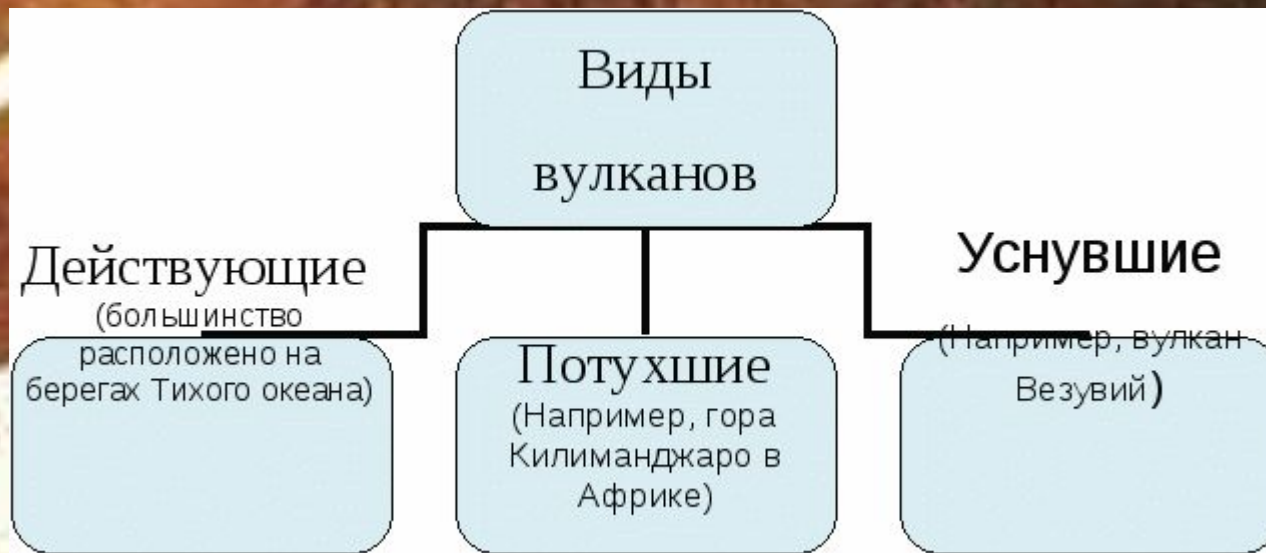 Виды
вулканов
Действующие
(большинство
расположено на
берегах Тихого океана)
Потухшие
(Например, гора
Килиманджаро в
Африке)
Уснувшие
(Например, вулкан
Везувий)